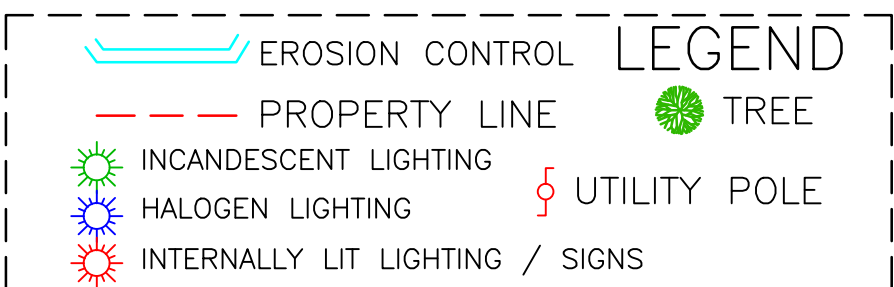 LEGEND
EROSION CONTROL
PROPERTY LINE
TREE
INCANDESCENT LIGHTING
UTILITY POLE
HALOGEN LIGHTING
INTERNALLY LIT LIGHTING / SIGNS